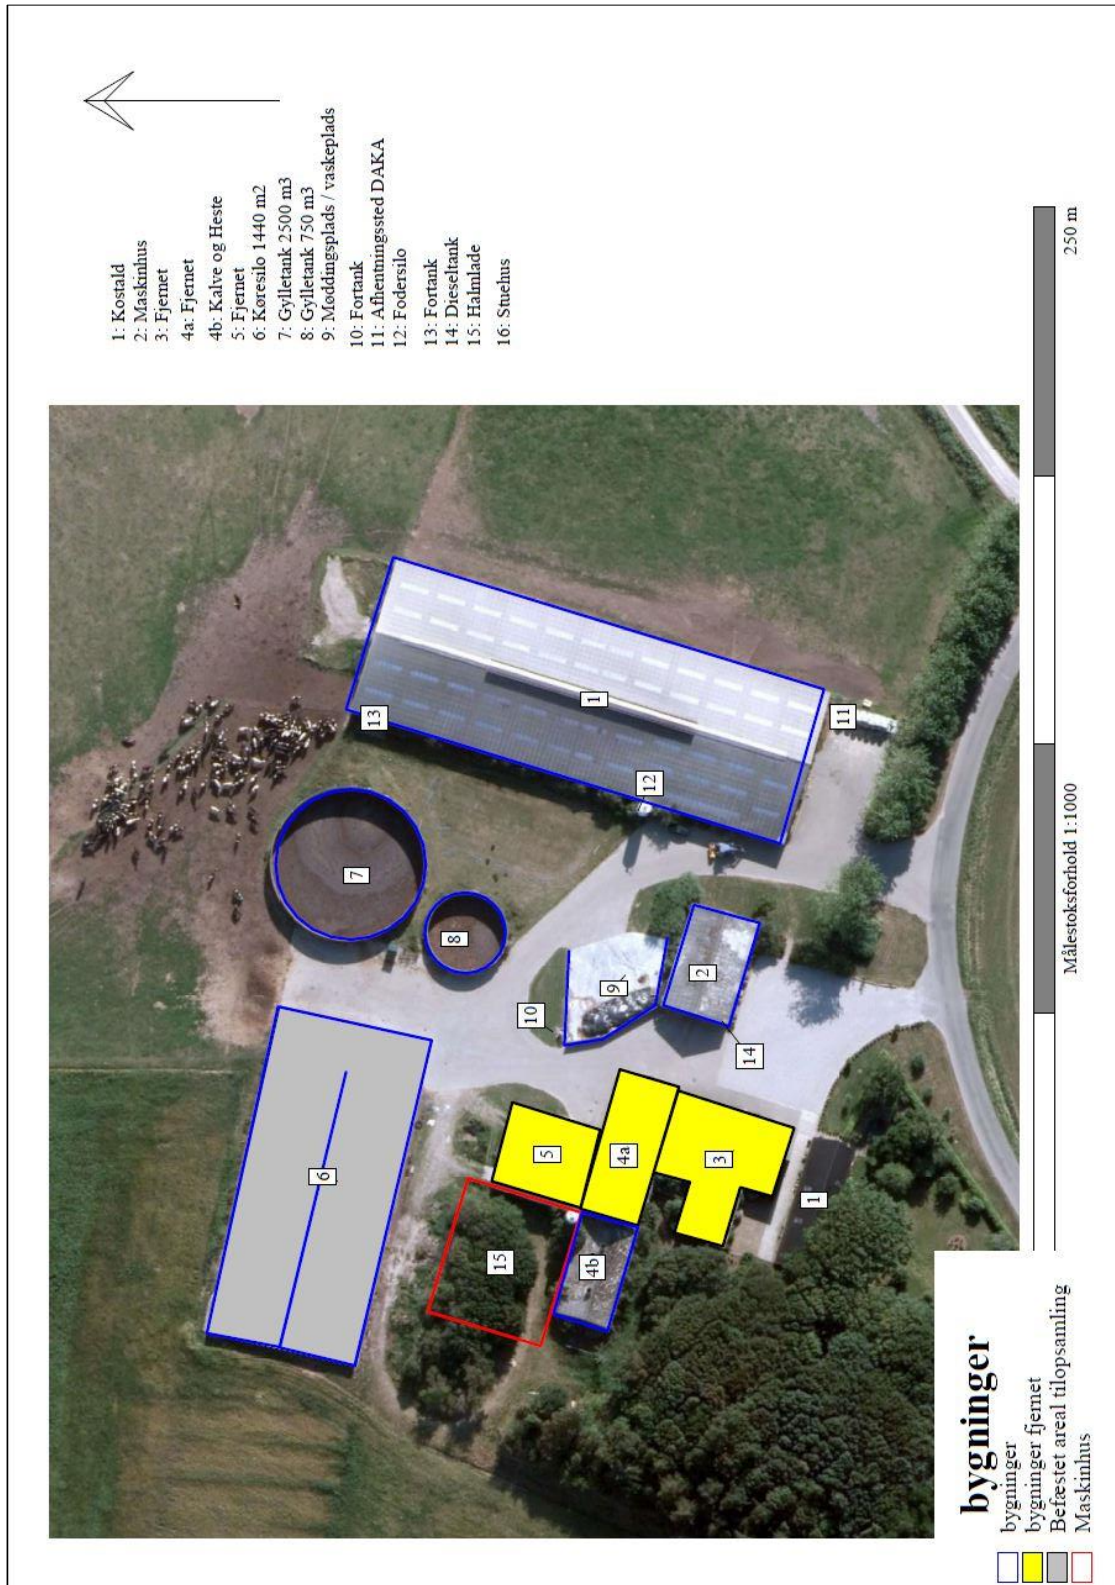 1: Kostald
2: Maskinhus
3: Fjernet
4a: Fjernet
4b: Kalve og Heste
5: Fjernet
6: Køresilo 1440 m2
7: Gylletank 2500 m3
8: Gylletank 750 m3
9: Møddingsplads / vaskeplads
10: Fortank
11: Afhentningssted DAKA
12: Fodersilo
13: Fortank
14: Dieseltank
15: Halmlade
16: Stuehus
13
1
11
12
7
8
10
9
2
14
6
5
4a
3
1
15
4b
bygninger
bygninger
bygninger fjernet
Befæstet areal tilopsamling
Maskinhus
Målestoksforhold 1:1000
250 m